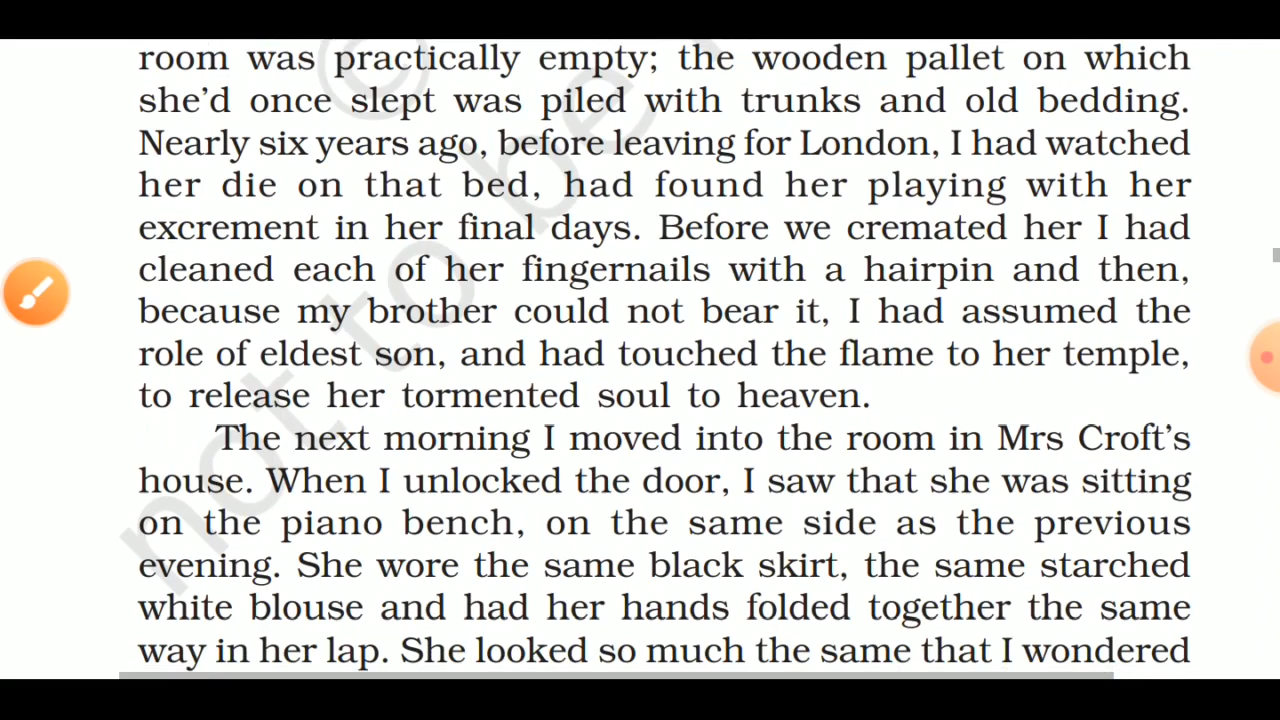 room was practically empty; the wooden pallet on which
she'd once slept was piled with trunks and old bedding.
Nearly six years ago, before leaving for London, I had watched
her die on that bed, had found her playing with her
excrement in her final days. Before we cremated her I had
cleaned each of her fingernails with a hairpin and then,
because my brother could not bear it, I had assumed the
role of eldest son, and had touched the flame to her temple,
to release her tormented soul to heaven.
The next morning I moved into the room in Mrs Croft's
house. When I unlocked the door, I saw that she was sitting
on the piano bench, on the same side as the previous
evening. She wore the same black skirt, the same starched
white blouse and had her hands folded together the same
way in her lap. She looked so much the same that I wondered
©
not to be